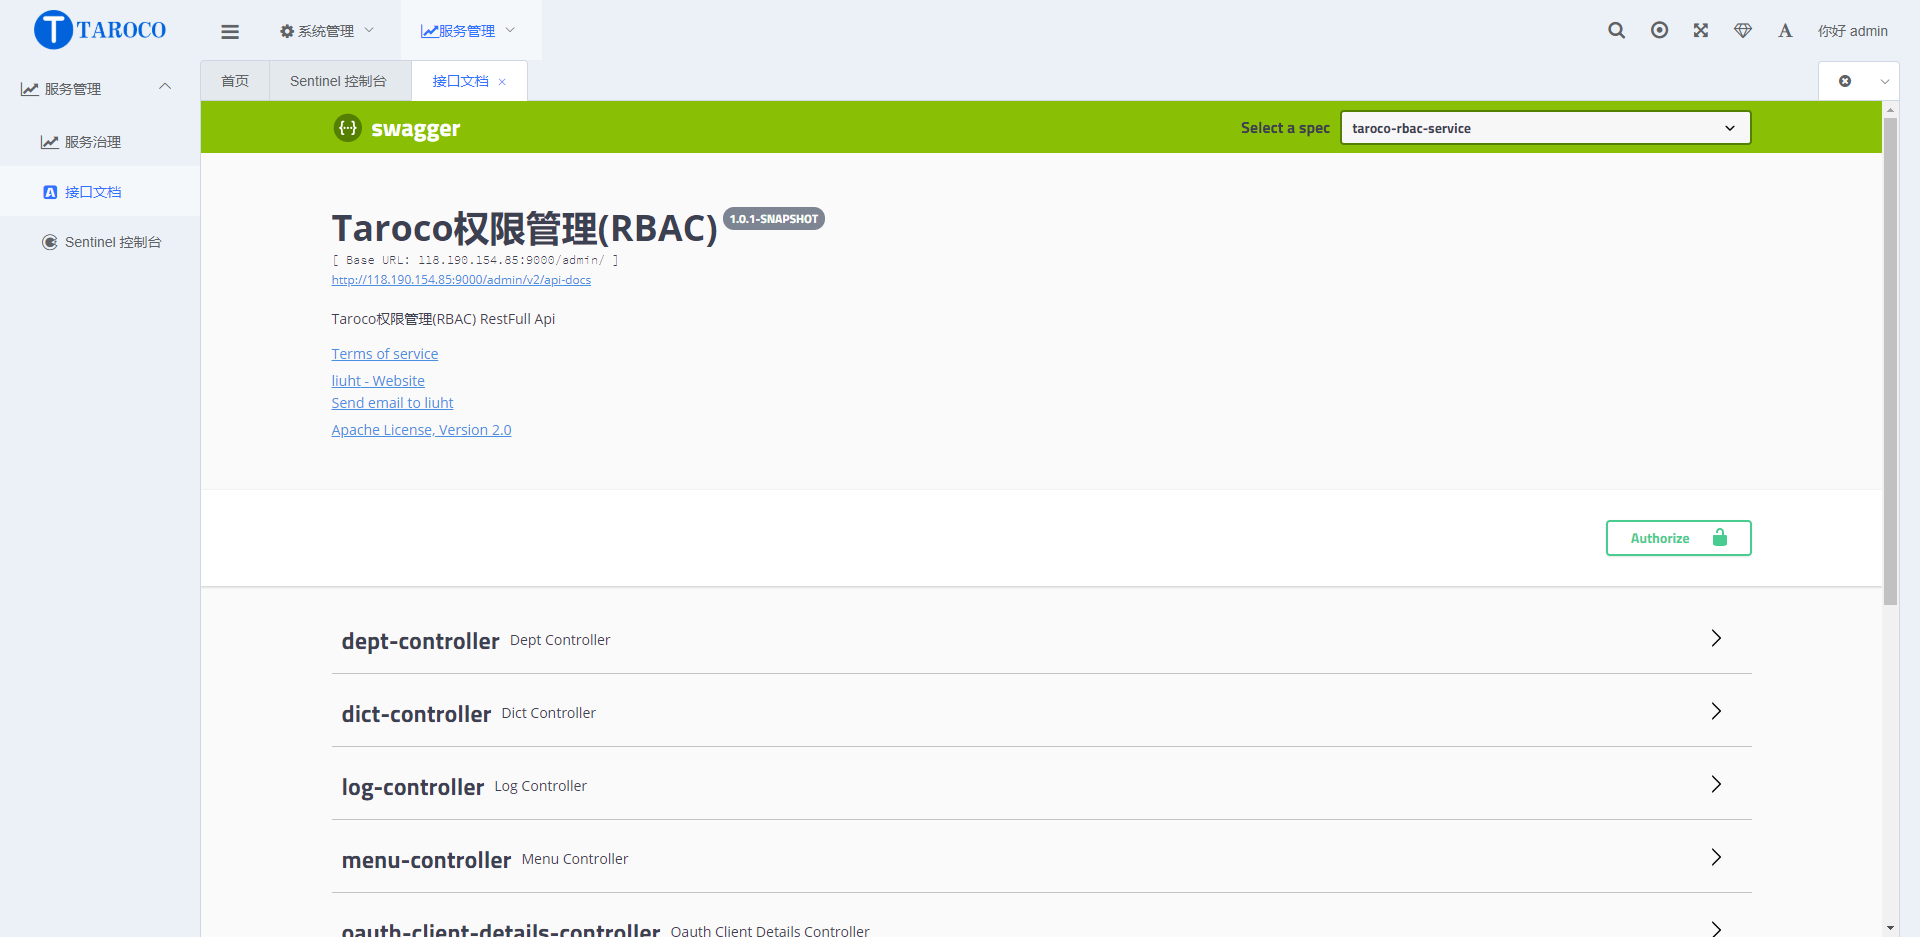 TAROCO
系统管理
服务管理
你好 admin
服务管理
服务治理
接口文档
Sentinel 控制台
首页
Sentinel 控制台
接口文档
swagger
Select a spec
taroco-rbac-service
Taroco权限管理(RBAC) 1.0.1-SNAPSHOT
[ Base URL: 118.190.154.85:9000/admin/ ]
http://118.190.154.85:9000/admin/v2/api-docs
Taroco权限管理(RBAC) RestFull Api
Terms of service
liuht - Website
Send email to liuht
Apache License, Version 2.0
Authorize
dept-controller Dept Controller
dict-controller Dict Controller
log-controller Log Controller
menu-controller Menu Controller
oauth-client-details-controller Oauth Client Details Controller